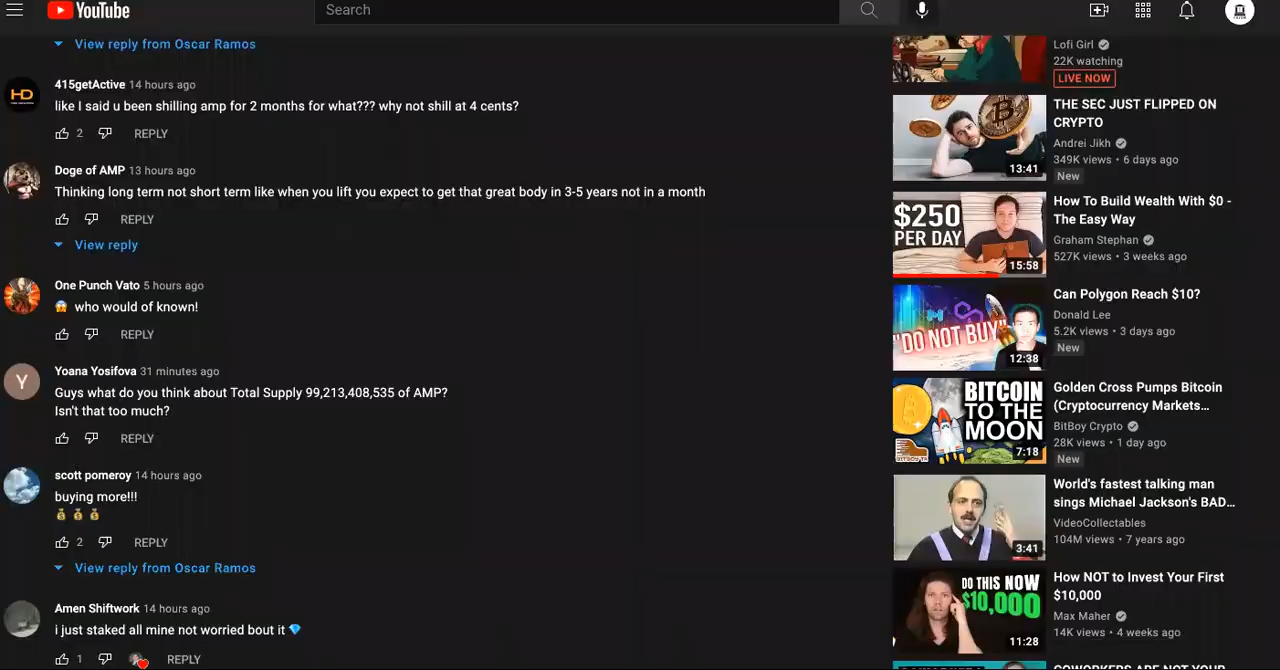 YouTube
Search
View reply from Oscar Ramos
HD
415getActive 14 hours ago
like I said u been shilling amp for 2 months for what??? why not shill at 4 cents?
2 REPLY
Doge of AMP 13 hours ago
Thinking long term not short term like when you lift you expect to get that great body in 3-5 years not in a month
REPLY
View reply
One Punch Vato 5 hours ago
😱 who would of known!
REPLY
Y
Yoana Yosifova 31 minutes ago
Guys what do you think about Total Supply 99,213,408,535 of AMP?
Isn't that too much?
REPLY
scott pomeroy 14 hours ago
buying more!!!
💰 💰 💰
2 REPLY
View reply from Oscar Ramos
Amen Shiftwork 14 hours ago
i just staked all mine not worried bout it 💎
1 REPLY
Lofi Girl
22K watching
LIVE NOW
13:41
THE SEC JUST FLIPPED ON
CRYPTO
Andrei Jikh
349K views • 6 days ago
New
$250
PER DAY
15:58
How To Build Wealth With $0 -
The Easy Way
Graham Stephan
527K views • 3 weeks ago
"DO NOT BUY"
12:38
Can Polygon Reach $10?
Donald Lee
5.2K views • 3 days ago
New
BITCOIN
TO THE
MOON
7:18
Golden Cross Pumps Bitcoin
(Cryptocurrency Markets…
BitBoy Crypto
28K views • 1 day ago
New
3:41
World's fastest talking man
sings Michael Jackson's BAD…
VideoCollectables
104M views • 7 years ago
DO THIS NOW
$10,000
11:28
How NOT to Invest Your First
$10,000
Max Maher
14K views • 4 weeks ago
COWORKERS ARE NOT YOUR